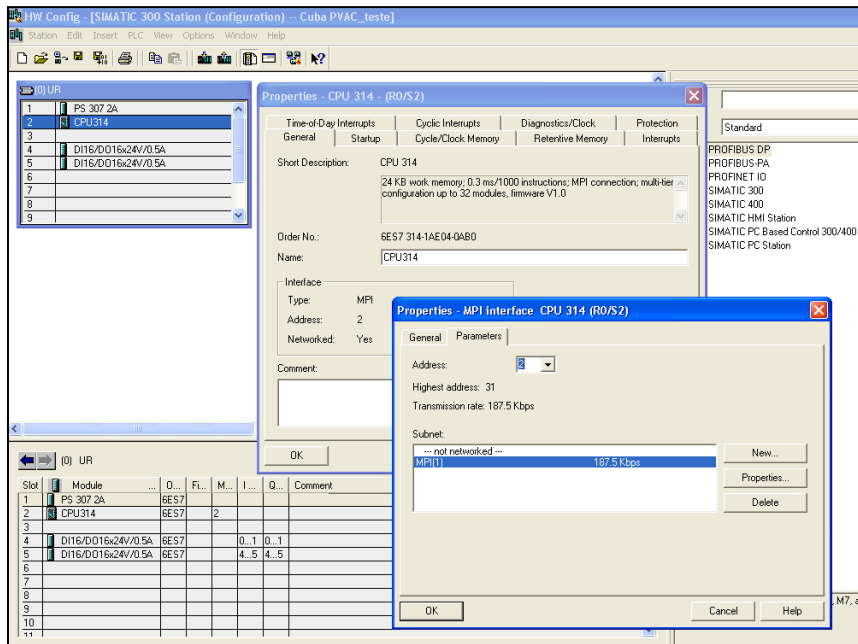 HW Config - [SIMATIC 300 Station (Configuration) -- Cuba PVAC_teste]
Station Edit Insert PLC View Options Window Help
(0) UR
1 PS 307 2A
2 CPU314
3
4 DI16/DO16x24V/0.5A
5 DI16/DO16x24V/0.5A
6
7
8
9
Properties - CPU 314 - (R0/S2)
Time-of-Day Interrupts Cyclic Interrupts Diagnostics/Clock Protection
General Startup Cycle/Clock Memory Retentive Memory Interrupts
Short Description: CPU 314
24 KB work memory; 0.3 ms/1000 instructions; MPI connection; multi-tier
configuration up to 32 modules, firmware V1.0
Order No.: 6ES7 314-1AE04-0AB0
Name: CPU314
Interface
Type: MPI
Address: 2
Networked: Yes
Comment:
OK
Standard
PROFIBUS DP
PROFIBUS-PA
PROFINET IO
SIMATIC 300
SIMATIC 400
SIMATIC HMI Station
SIMATIC PC Based Control 300/400
SIMATIC PC Station
Properties - MPI interface CPU 314 (R0/S2)
General Parameters
Address: 2
Highest address: 31
Transmission rate: 187.5 Kbps
Subnet:
--- not networked ---
MPI(1) 187.5 Kbps
New...
Properties...
Delete
OK Cancel Help
(0) UR
Slot Module ... O... Fi... M... I ... Q... Comment
1 PS 307 2A 6ES7
2 CPU314 6ES7 2
3
4 DI16/DO16x24V/0.5A 6ES7 0...1 0...1
5 DI16/DO16x24V/0.5A 6ES7 4...5 4...5
6
7
8
9
10
11
, M7, a